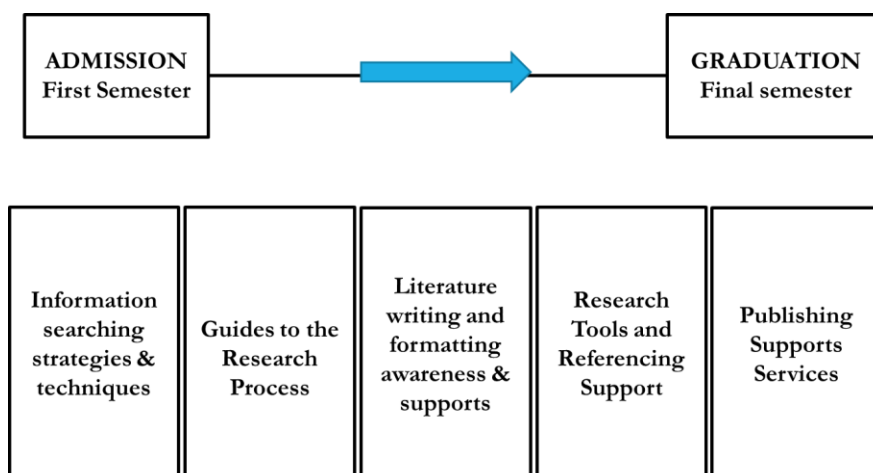 ADMISSION
First Semester
GRADUATION
Final semester
Information
searching
strategies &
techniques
Guides to the
Research
Process
Literature
writing and
formatting
awareness &
supports
Research
Tools and
Referencing
Support
Publishing
Supports
Services